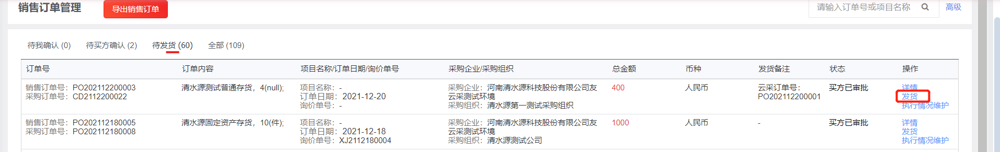 销售订单管理 导出销售订单 请输入订单号或项目名称 高级
待我确认 (0) 待买方确认 (2) 待发货 (60) 全部 (109)
订单号 订单内容 项目名称/订单日期/询价单号 采购企业/采购组织 总金额 币种 发货备注 状态 操作
销售订单号：PO202112200003 清水源测试普通存货，4(null); 项目名称：- 采购企业：河南清水源科技股份有限公司友 400 人民币 云采订单号： 买方已审批 详情
采购订单号：CD2112200022 订单日期：2021-12-20 云采测试环境 PO202112200001 发货
询价单号：- 采购组织：清水源第一测试采购组织 执行情况维护
销售订单号：PO202112180005 清水源固定资产存货，10(件); 项目名称：- 采购企业：河南清水源科技股份有限公司友 1000 人民币 - 买方已审批 详情
采购订单号：PO202112180008 订单日期：2021-12-18 云采测试环境 发货
询价单号：XJ2112180004 采购组织：清水源测试公司 执行情况维护